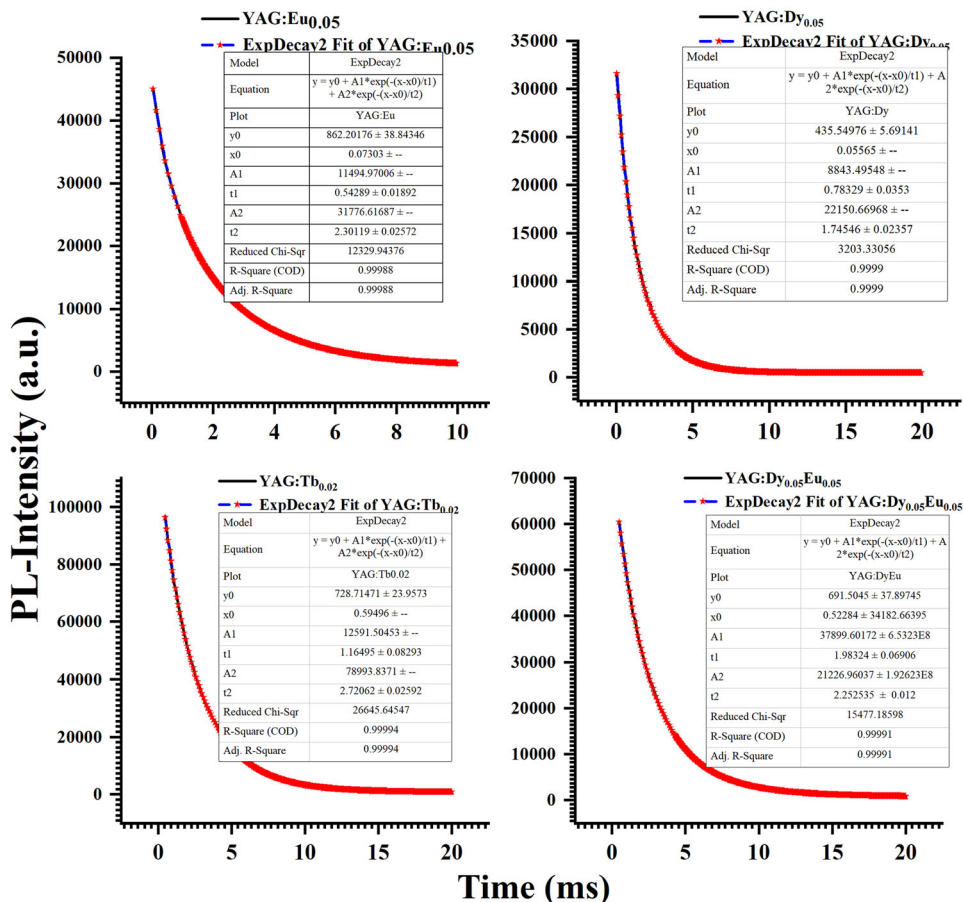 YAG:Eu0.05
ExpDecay2 Fit of YAG:Eu0.05
50000
40000
30000
20000
10000
0
Model ExpDecay2
Equation y = y0 + A1*exp(-(x-x0)/t1)
+ A2*exp(-(x-x0)/t2)
Plot YAG:Eu
y0 862.20176 ± 38.84346
x0 0.07303 ± --
A1 11494.97006 ± --
t1 0.54289 ± 0.01892
A2 31776.61687 ± --
t2 2.30119 ± 0.02572
Reduced Chi-Sqr 12329.94376
R-Square (COD) 0.99988
Adj. R-Square 0.99988
0 2 4 6 8 10
YAG:Dy0.05
ExpDecay2 Fit of YAG:Dy0.05
35000
30000
25000
20000
15000
10000
5000
0
Model ExpDecay2
Equation y = y0 + A1*exp(-(x-x0)/t1) + A
2*exp(-(x-x0)/t2)
Plot YAG:Dy
y0 435.54976 ± 5.69141
x0 0.05565 ± --
A1 8843.49548 ± --
t1 0.78329 ± 0.0353
A2 22150.66968 ± --
t2 1.74546 ± 0.02357
Reduced Chi-Sqr 3203.33056
R-Square (COD) 0.9999
Adj. R-Square 0.9999
0 5 10 15 20
PL-Intensity (a.u.)
YAG:Tb0.02
ExpDecay2 Fit of YAG:Tb0.02
100000
80000
60000
40000
20000
0
Model ExpDecay2
Equation y = y0 + A1*exp(-(x-x0)/t1) +
A2*exp(-(x-x0)/t2)
Plot YAG:Tb0.02
y0 728.71471 ± 23.9573
x0 0.59496 ± --
A1 12591.50453 ± --
t1 1.16495 ± 0.08293
A2 78993.8371 ± --
t2 2.72062 ± 0.02592
Reduced Chi-Sqr 26645.64547
R-Square (COD) 0.99994
Adj. R-Square 0.99994
0 5 10 15 20
YAG:Dy0.05Eu0.05
ExpDecay2 Fit of YAG:Dy0.05Eu0.05
70000
60000
50000
40000
30000
20000
10000
0
Model ExpDecay2
Equation y = y0 + A1*exp(-(x-x0)/t1) + A
2*exp(-(x-x0)/t2)
Plot YAG:DyEu
y0 691.5045 ± 37.89745
x0 0.52284 ± 34182.66395
A1 37899.60172 ± 6.5323E8
t1 1.98324 ± 0.06906
A2 21226.96037 ± 1.92623E8
t2 2.252535 ± 0.012
Reduced Chi-Sqr 15477.18598
R-Square (COD) 0.99991
Adj. R-Square 0.99991
0 5 10 15 20
Time (ms)